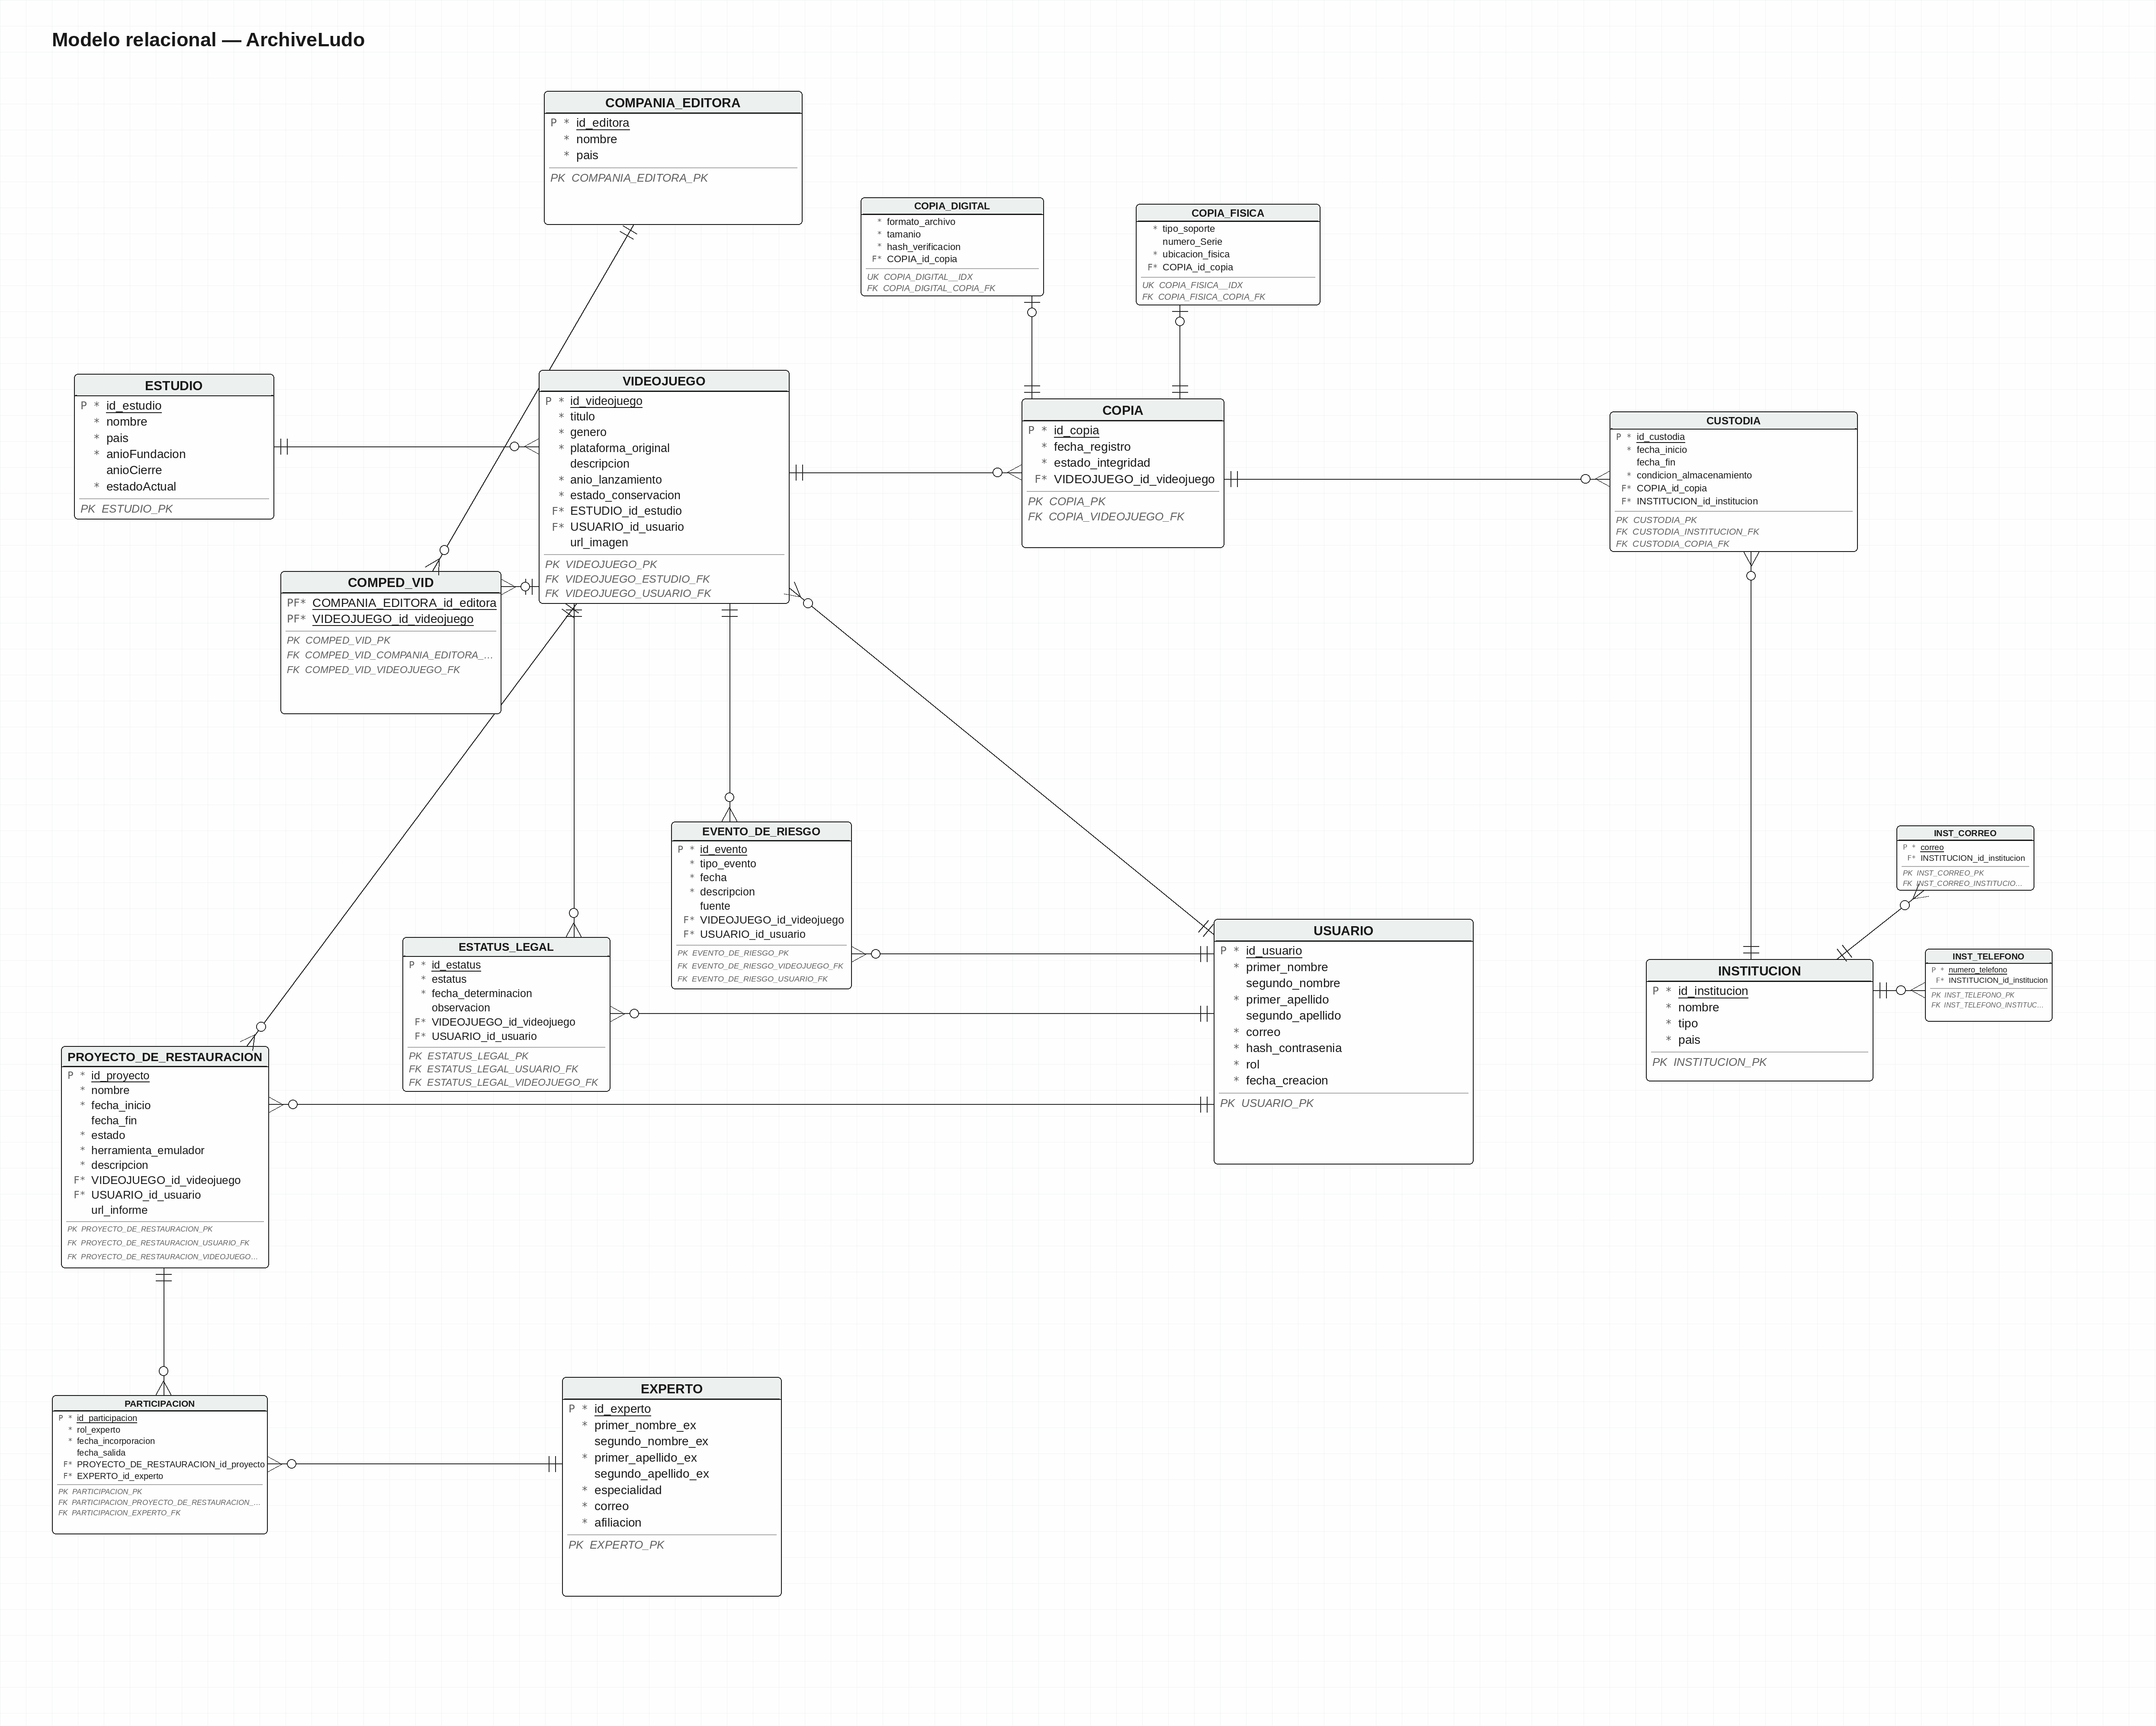 Modelo relacional — ArchiveLudo
COMPANIA_EDITORA
P * id_editora
* nombre
* pais
PK COMPANIA_EDITORA_PK
COPIA_DIGITAL
* formato_archivo
* tamanio
* hash_verificacion
F* COPIA_id_copia
UK COPIA_DIGITAL__IDX
FK COPIA_DIGITAL_COPIA_FK
COPIA_FISICA
* tipo_soporte
numero_Serie
* ubicacion_fisica
F* COPIA_id_copia
UK COPIA_FISICA__IDX
FK COPIA_FISICA_COPIA_FK
ESTUDIO
P * id_estudio
* nombre
* pais
* anioFundacion
anioCierre
* estadoActual
PK ESTUDIO_PK
VIDEOJUEGO
P * id_videojuego
* titulo
* genero
* plataforma_original
descripcion
* anio_lanzamiento
* estado_conservacion
F* ESTUDIO_id_estudio
F* USUARIO_id_usuario
url_imagen
PK VIDEOJUEGO_PK
FK VIDEOJUEGO_ESTUDIO_FK
FK VIDEOJUEGO_USUARIO_FK
COPIA
P * id_copia
* fecha_registro
* estado_integridad
F* VIDEOJUEGO_id_videojuego
PK COPIA_PK
FK COPIA_VIDEOJUEGO_FK
CUSTODIA
P * id_custodia
* fecha_inicio
fecha_fin
* condicion_almacenamiento
F* COPIA_id_copia
F* INSTITUCION_id_institucion
PK CUSTODIA_PK
FK CUSTODIA_INSTITUCION_FK
FK CUSTODIA_COPIA_FK
COMPED_VID
PF* COMPANIA_EDITORA_id_editora
PF* VIDEOJUEGO_id_videojuego
PK COMPED_VID_PK
FK COMPED_VID_COMPANIA_EDITORA_…
FK COMPED_VID_VIDEOJUEGO_FK
EVENTO_DE_RIESGO
P * id_evento
* tipo_evento
* fecha
* descripcion
fuente
F* VIDEOJUEGO_id_videojuego
F* USUARIO_id_usuario
PK EVENTO_DE_RIESGO_PK
FK EVENTO_DE_RIESGO_VIDEOJUEGO_FK
FK EVENTO_DE_RIESGO_USUARIO_FK
INST_CORREO
P * correo
F* INSTITUCION_id_institucion
PK INST_CORREO_PK
FK INST_CORREO_INSTITUCIO…
ESTATUS_LEGAL
P * id_estatus
* estatus
* fecha_determinacion
observacion
F* VIDEOJUEGO_id_videojuego
F* USUARIO_id_usuario
PK ESTATUS_LEGAL_PK
FK ESTATUS_LEGAL_USUARIO_FK
FK ESTATUS_LEGAL_VIDEOJUEGO_FK
USUARIO
P * id_usuario
* primer_nombre
segundo_nombre
* primer_apellido
segundo_apellido
* correo
* hash_contrasenia
* rol
* fecha_creacion
PK USUARIO_PK
INSTITUCION
P * id_institucion
* nombre
* tipo
* pais
PK INSTITUCION_PK
INST_TELEFONO
P * numero_telefono
F* INSTITUCION_id_institucion
PK INST_TELEFONO_PK
FK INST_TELEFONO_INSTITUC…
PROYECTO_DE_RESTAURACION
P * id_proyecto
* nombre
* fecha_inicio
fecha_fin
* estado
* herramienta_emulador
* descripcion
F* VIDEOJUEGO_id_videojuego
F* USUARIO_id_usuario
url_informe
PK PROYECTO_DE_RESTAURACION_PK
FK PROYECTO_DE_RESTAURACION_USUARIO_FK
FK PROYECTO_DE_RESTAURACION_VIDEOJUEGO…
PARTICIPACION
P * id_participacion
* rol_experto
* fecha_incorporacion
fecha_salida
F* PROYECTO_DE_RESTAURACION_id_proyecto
F* EXPERTO_id_experto
PK PARTICIPACION_PK
FK PARTICIPACION_PROYECTO_DE_RESTAURACION_…
FK PARTICIPACION_EXPERTO_FK
EXPERTO
P * id_experto
* primer_nombre_ex
segundo_nombre_ex
* primer_apellido_ex
segundo_apellido_ex
* especialidad
* correo
* afiliacion
PK EXPERTO_PK